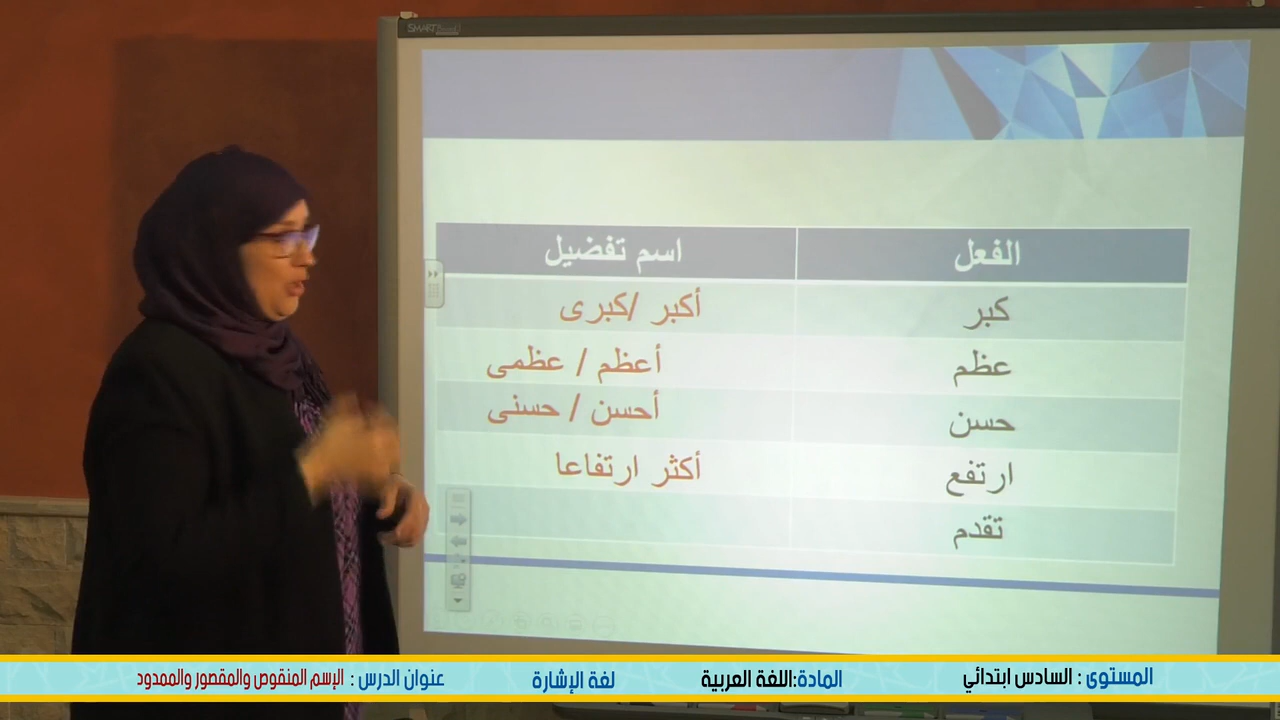 SMART
الفعل اسم تفضيل
كبر أكبر /كبرى
عظم أعظم / عظمى
حسن أحسن / حسنى
ارتفع أكثر ارتفاعا
تقدم
المستوى : السادس ابتدائي المادة:اللغة العربية لغة الإشارة عنوان الدرس : الإسم المنقوص والمقصور والممدود